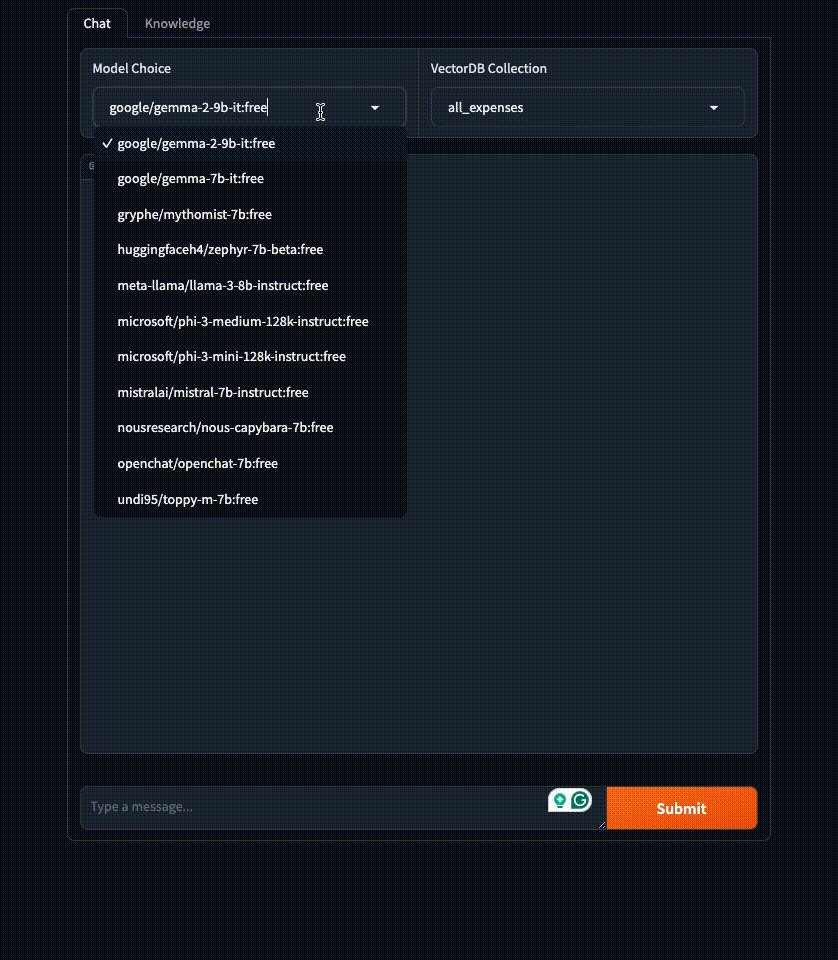 Chat Knowledge
Model Choice
VectorDB Collection
google/gemma-2-9b-it:free
all_expenses
✓ google/gemma-2-9b-it:free
google/gemma-7b-it:free
gryphe/mythomist-7b:free
huggingfaceh4/zephyr-7b-beta:free
meta-llama/llama-3-8b-instruct:free
microsoft/phi-3-medium-128k-instruct:free
microsoft/phi-3-mini-128k-instruct:free
mistralai/mistral-7b-instruct:free
nousresearch/nous-capybara-7b:free
openchat/openchat-7b:free
undi95/toppy-m-7b:free
Type a message...
Submit